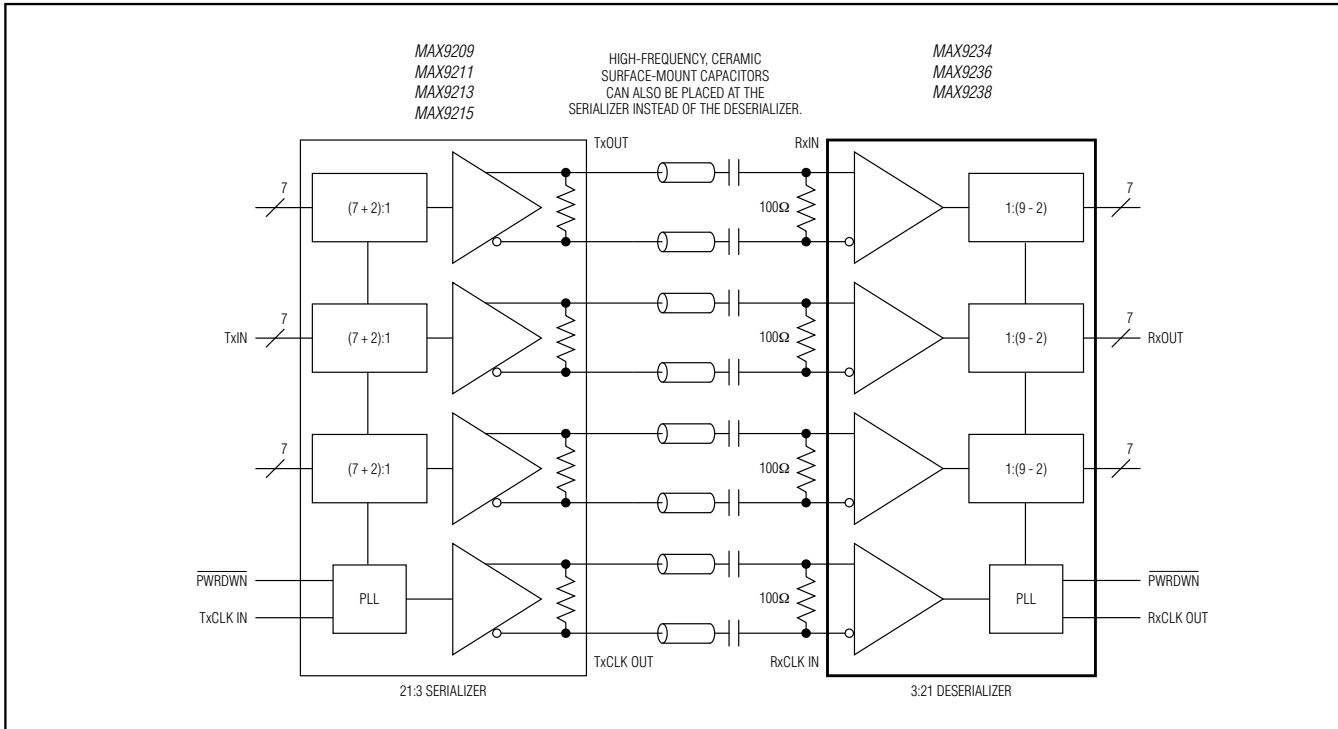 MAX9209
MAX9211
MAX9213
MAX9215
HIGH-FREQUENCY, CERAMIC
SURFACE-MOUNT CAPACITORS
CAN ALSO BE PLACED AT THE
SERIALIZER INSTEAD OF THE DESERIALIZER.
MAX9234
MAX9236
MAX9238
TxOUT
RxIN
7
(7 + 2):1
100Ω
1:(9 - 2)
7
TxIN
7
(7 + 2):1
100Ω
1:(9 - 2)
7
RxOUT
7
(7 + 2):1
100Ω
1:(9 - 2)
7
PWRDWN
TxCLK IN
PLL
100Ω
PLL
PWRDWN
RxCLK OUT
TxCLK OUT
RxCLK IN
21:3 SERIALIZER
3:21 DESERIALIZER